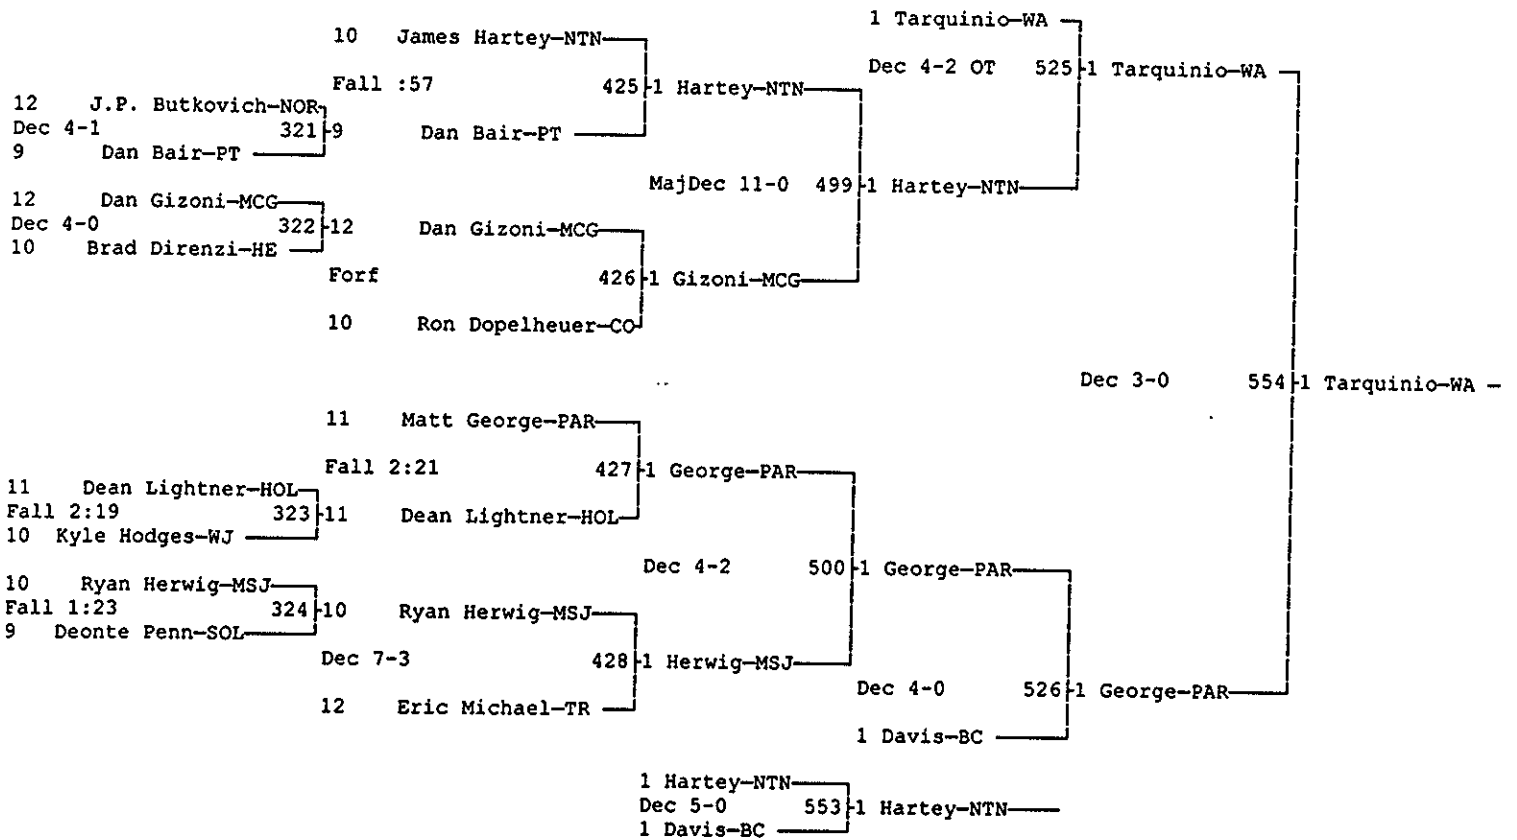 1 Tarquinio-WA
10 James Hartey-NTN
Dec 4-2 OT 525 1 Tarquinio-WA
Fall :57 425 1 Hartey-NTN
12 J.P. Butkovich-NOR
Dec 4-1 321 9 Dan Bair-PT
9 Dan Bair-PT
MajDec 11-0 499 1 Hartey-NTN
12 Dan Gizoni-MCG
Dec 4-0 322 12 Dan Gizoni-MCG
10 Brad Direnzi-HE
Forf 426 1 Gizoni-MCG
10 Ron Dopelheuer-CO
Dec 3-0 554 1 Tarquinio-WA -
11 Matt George-PAR
Fall 2:21 427 1 George-PAR
11 Dean Lightner-HOL
Fall 2:19 323 11 Dean Lightner-HOL
10 Kyle Hodges-WJ
Dec 4-2 500 1 George-PAR
10 Ryan Herwig-MSJ
Fall 1:23 324 10 Ryan Herwig-MSJ
9 Deonte Penn-SOL
Dec 7-3 428 1 Herwig-MSJ
Dec 4-0 526 1 George-PAR
12 Eric Michael-TR
1 Davis-BC
1 Hartey-NTN
Dec 5-0 553 1 Hartey-NTN
1 Davis-BC